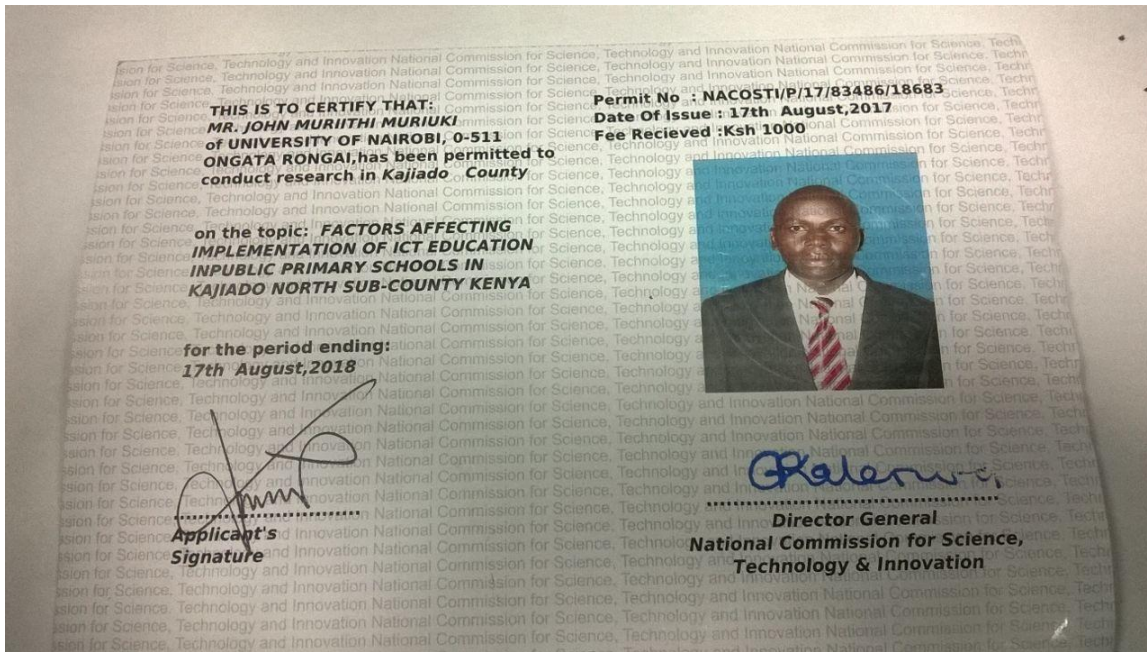 THIS IS TO CERTIFY THAT:
MR. JOHN MURIITHI MURIUKI
of UNIVERSITY OF NAIROBI, 0-511
ONGATA RONGAI,has been permitted to
conduct research in Kajiado County
on the topic: FACTORS AFFECTING
IMPLEMENTATION OF ICT EDUCATION
INPUBLIC PRIMARY SCHOOLS IN
KAJIADO NORTH SUB-COUNTY KENYA
for the period ending:
17th August,2018
Applicant's
Signature
Permit No : NACOSTI/P/17/83486/18683
Date Of Issue : 17th August,2017
Fee Recieved :Ksh 1000
Director General
National Commission for Science,
Technology & Innovation